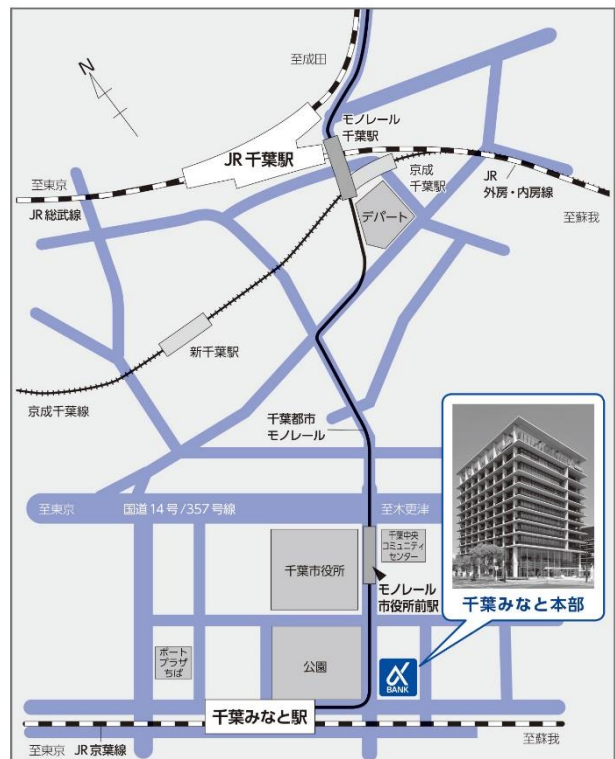 至成田
N
モノレール
千葉駅
JR 千葉駅
京成
千葉駅
JR
外房・内房線
至東京
JR 総武線
至蘇我
デパート
新千葉駅
京成千葉線
千葉都市
モノレール
至東京
国道14号/357号線
至木更津
千葉中央
コミュニティ
センター
千葉市役所
モノレール
市役所前駅
千葉みなと本部
ポート
プラザ
ちば
公園
BANK
千葉みなと駅
至東京
JR 京葉線
至蘇我